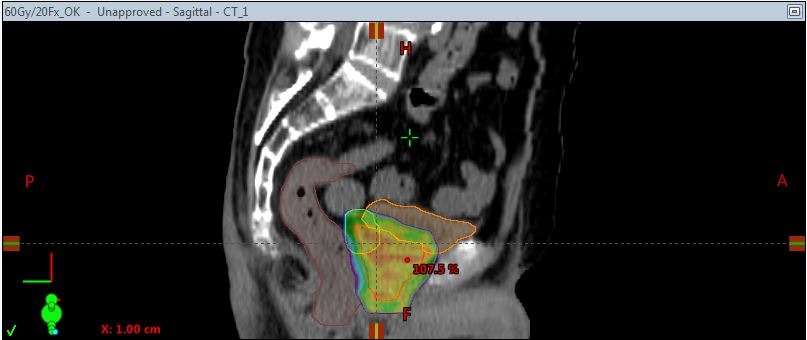 60Gy/20Fx_OK - Unapproved - Sagittal - CT_1
H
P
A
107.5 %
F
X: 1.00 cm